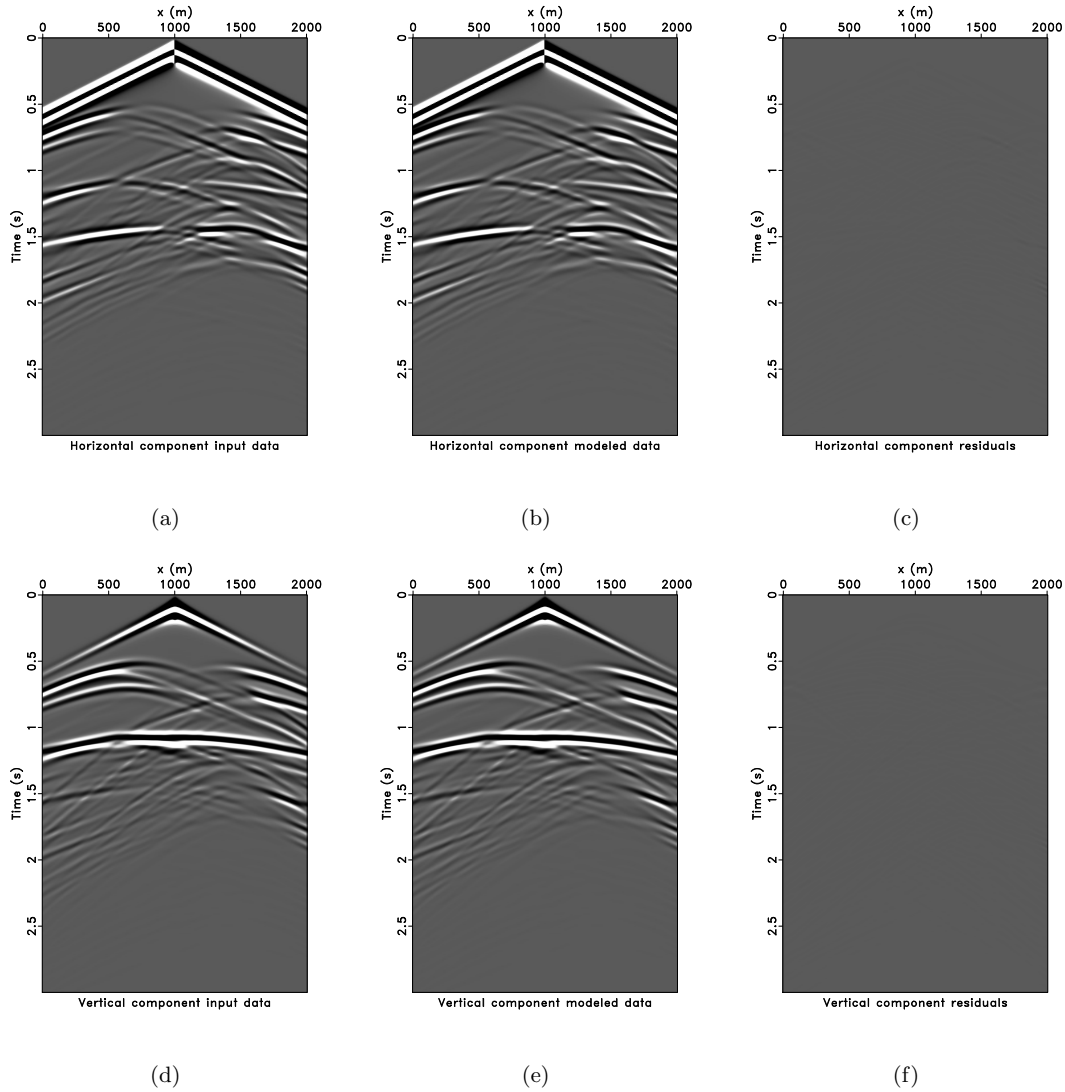 x (m)
0 500 1000 1500 2000
0
0.5
1
1.5
2
2.5
Time (s)
Horizontal component input data
(a)
x (m)
0 500 1000 1500 2000
0
0.5
1
1.5
2
2.5
Time (s)
Horizontal component modeled data
(b)
x (m)
0 500 1000 1500 2000
0
0.5
1
1.5
2
2.5
Time (s)
Horizontal component residuals
(c)
x (m)
0 500 1000 1500 2000
0
0.5
1
1.5
2
2.5
Time (s)
Vertical component input data
(d)
x (m)
0 500 1000 1500 2000
0
0.5
1
1.5
2
2.5
Time (s)
Vertical component modeled data
(e)
x (m)
0 500 1000 1500 2000
0
0.5
1
1.5
2
2.5
Time (s)
Vertical component residuals
(f)